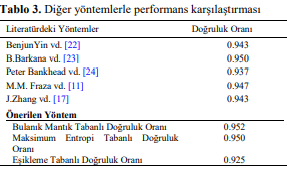 Tablo 3. Diğer yöntemlerle performans karşılaştırması
Literatürdeki Yöntemler Doğruluk Oranı
BenjunYin vd. [22] 0.943
B.Barkana vd. [23] 0.950
Peter Bankhead vd. [24] 0.937
M.M. Fraza vd. [11] 0.947
J.Zhang vd. [17] 0.943
Önerilen Yöntem
Bulanık Mantık Tabanlı Doğruluk Oranı 0.952
Maksimum Entropi Tabanlı Doğruluk 0.950
Oranı
Eşikleme Tabanlı Doğruluk Oranı 0.925